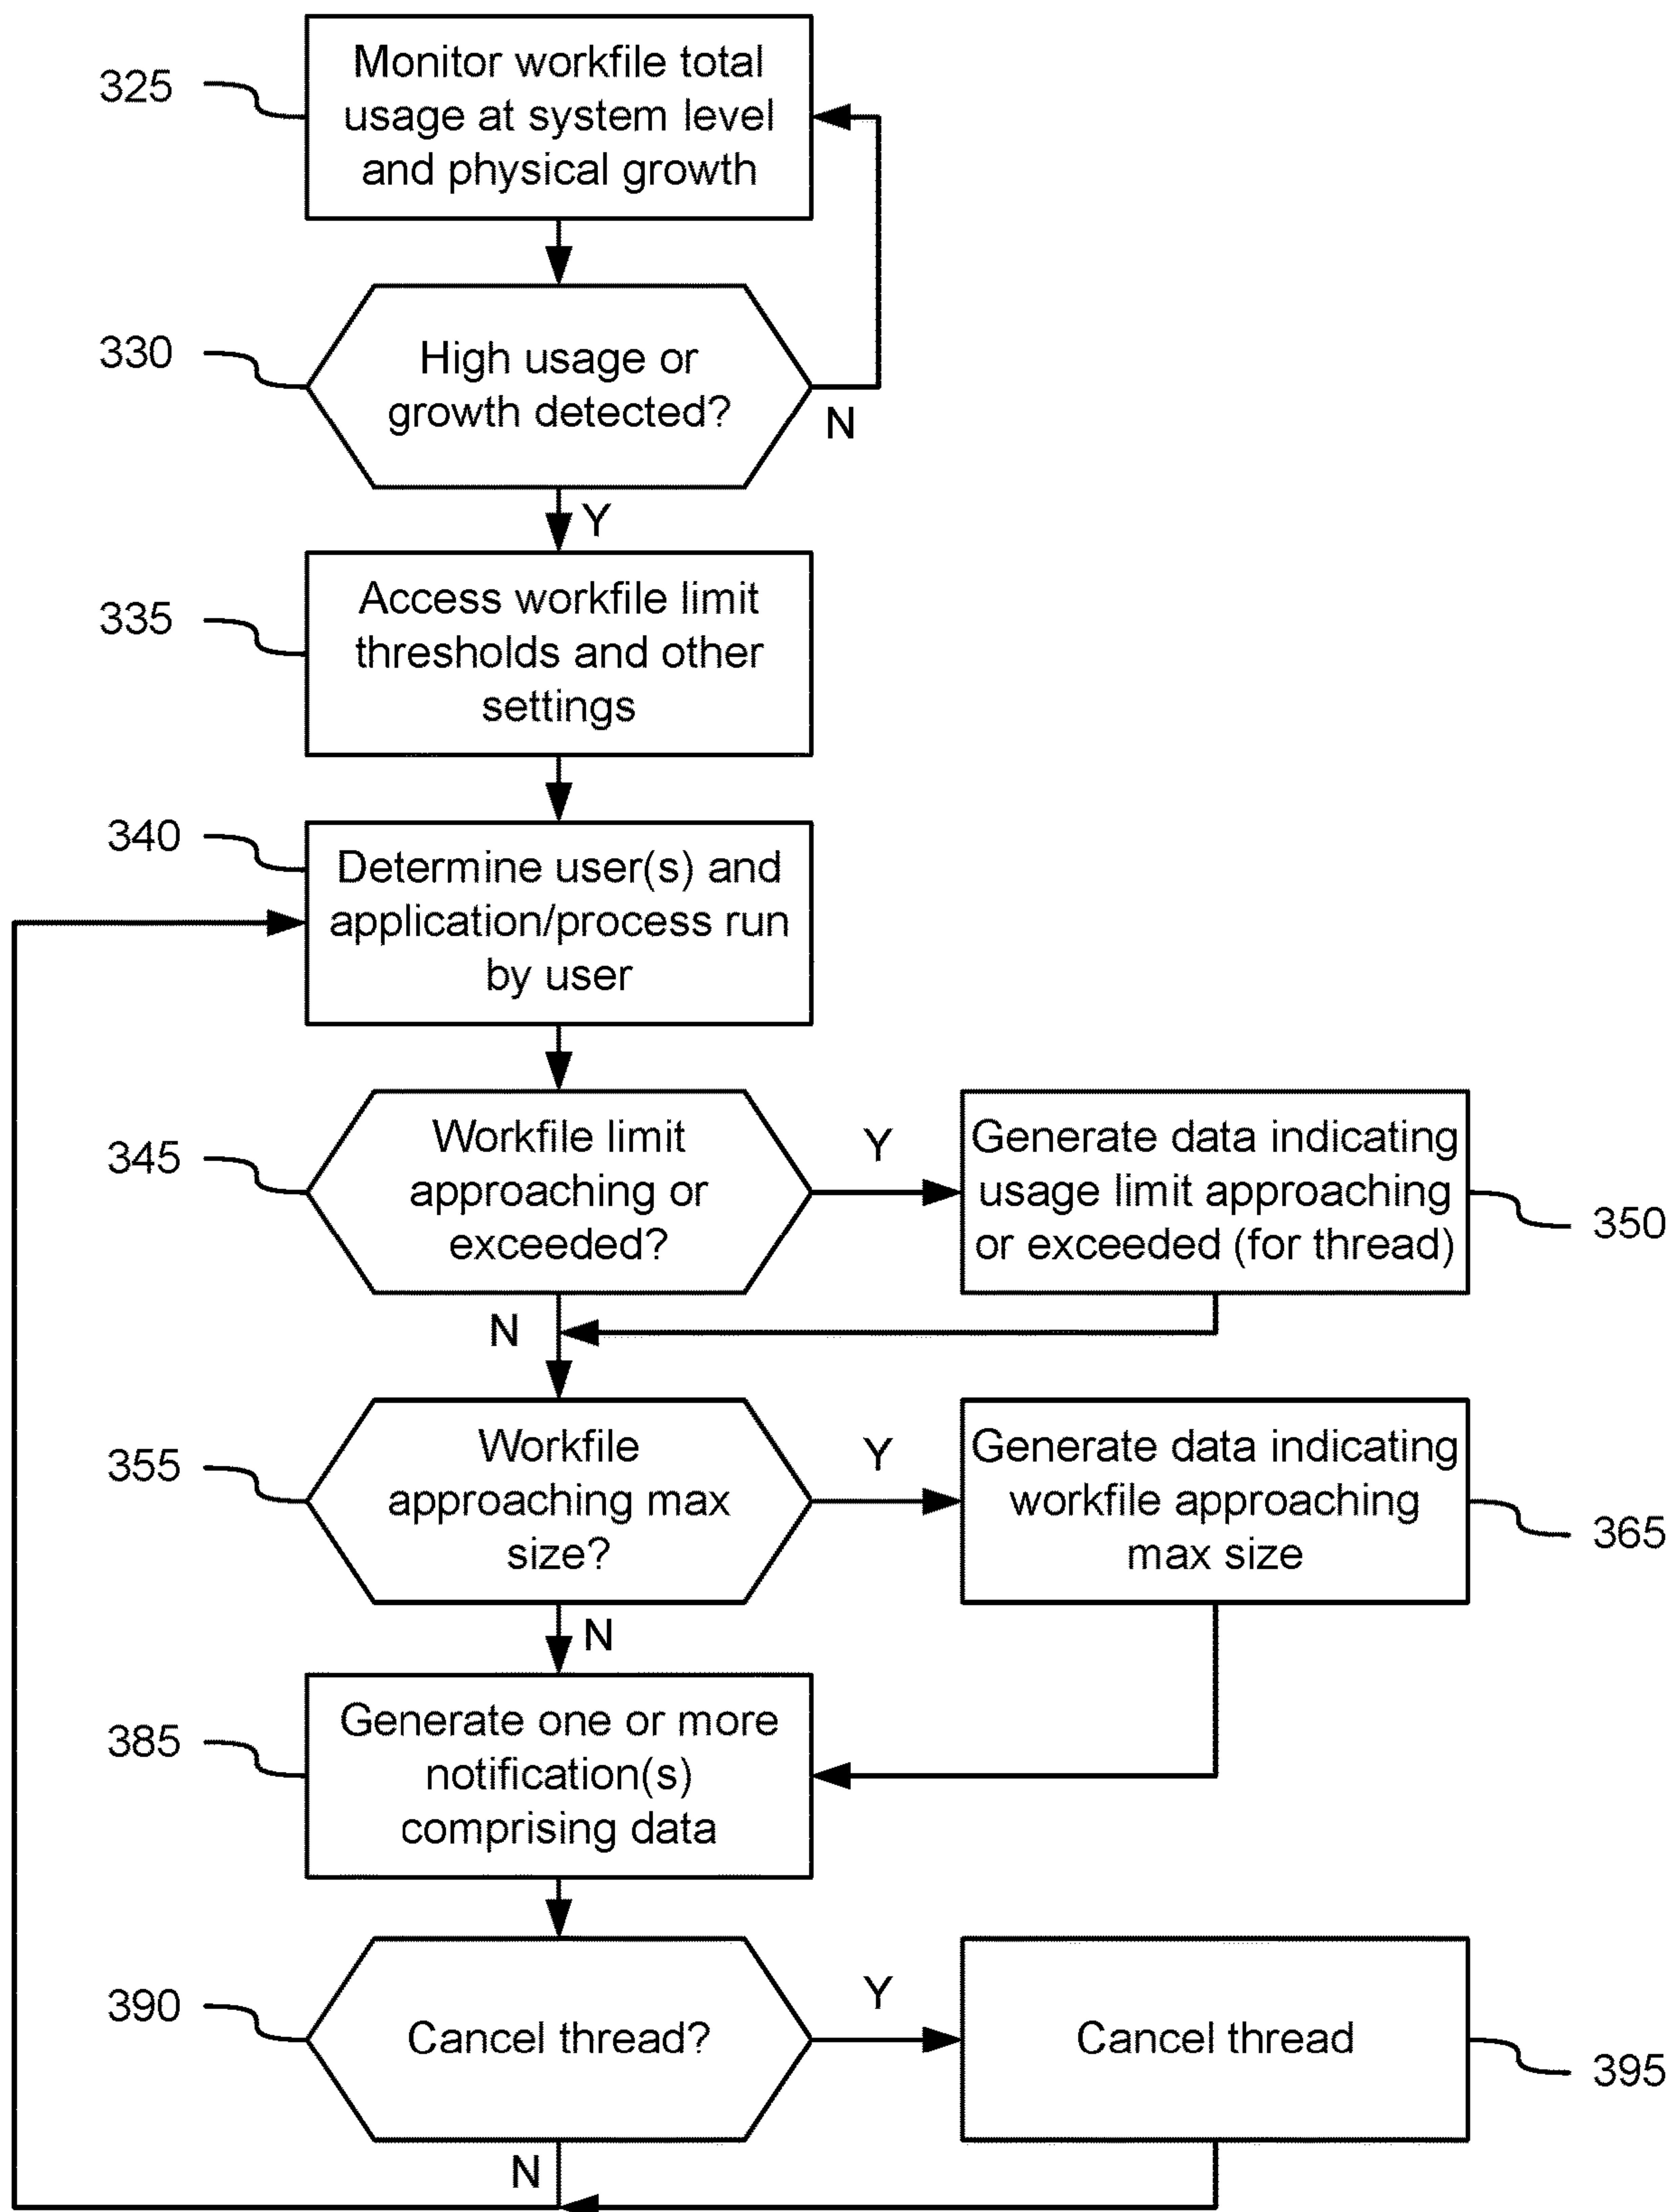 325
Monitor workfile total
usage at system level
and physical growth
330
High usage or
growth detected?
N
Y
335
Access workfile limit
thresholds and other
settings
340
Determine user(s) and
application/process run
by user
345
Workfile limit
approaching or
exceeded?
Y
Generate data indicating
usage limit approaching
or exceeded (for thread)
350
N
355
Workfile
approaching max
size?
Y
Generate data indicating
workfile approaching
max size
365
N
385
Generate one or more
notification(s)
comprising data
390
Cancel thread?
Y
Cancel thread
395
N